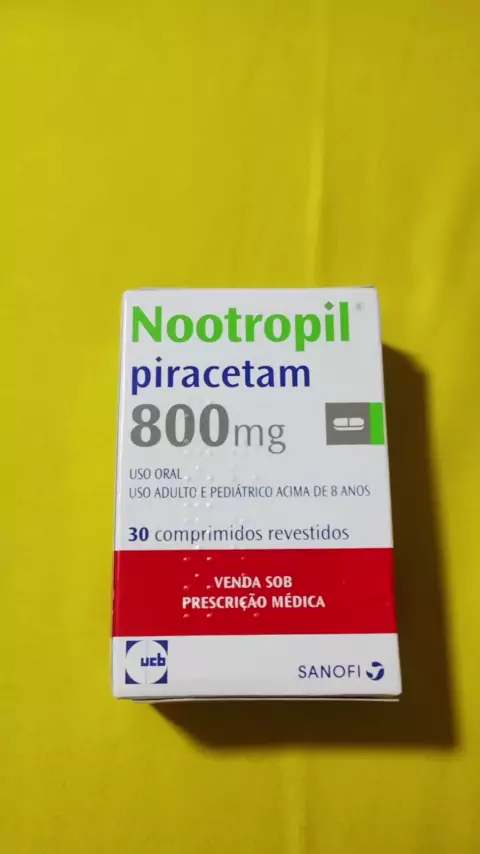 Nootropil®
piracetam
800mg
USO ORAL
USO ADULTO E PEDIÁTRICO ACIMA DE 8 ANOS
30 comprimidos revestidos
VENDA SOB
PRESCRIÇÃO MÉDICA
ucb
SANOFI